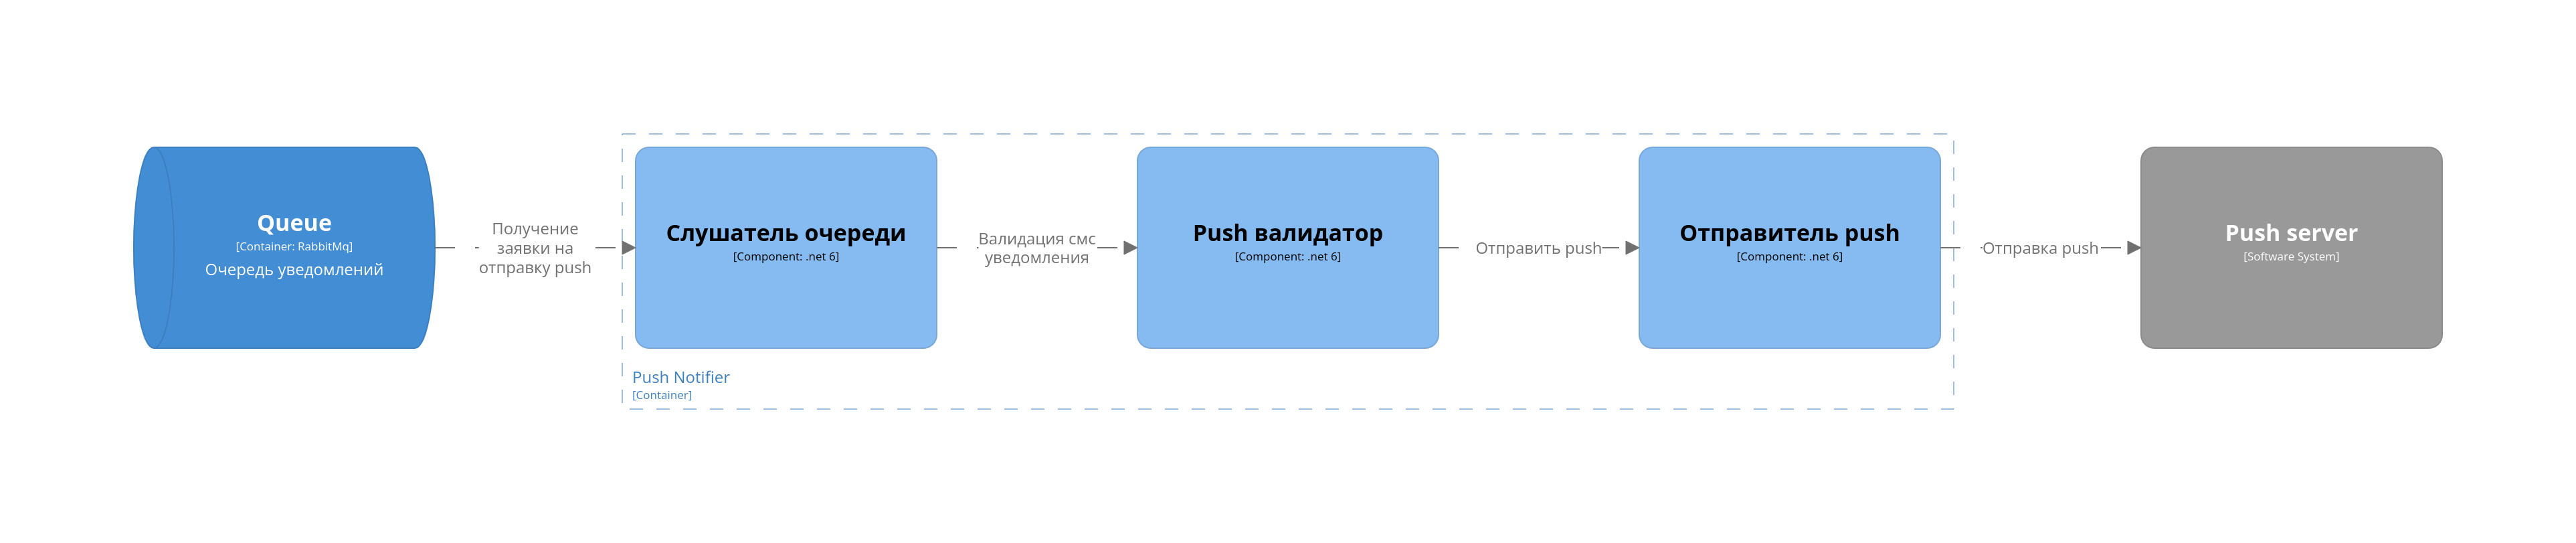 Queue
[Container: RabbitMq]
Очередь уведомлений
Получение
заявки на
отправку push
Слушатель очереди
[Component: .net 6]
Валидация смс
уведомления
Push валидатор
[Component: .net 6]
Отправить push
Отправитель push
[Component: .net 6]
Отправка push
Push server
[Software System]
Push Notifier
[Container]